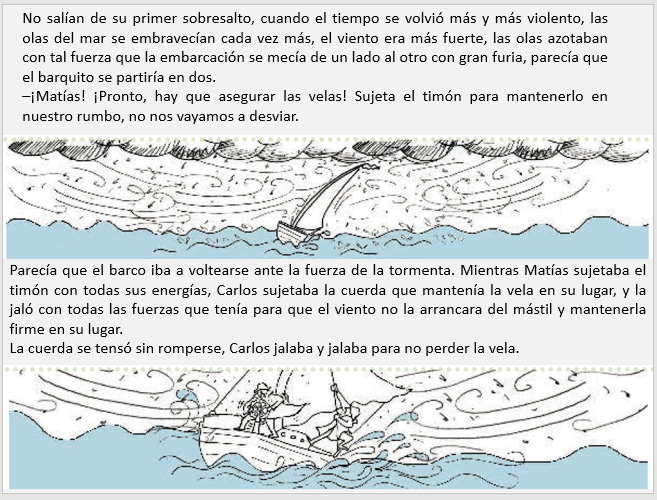 No salían de su primer sobresalto, cuando el tiempo se volvió más y más violento, las
olas del mar se embravecían cada vez más, el viento era más fuerte, las olas azotaban
con tal fuerza que la embarcación se mecía de un lado al otro con gran furia, parecía que
el barquito se partiría en dos.
–¡Matías! ¡Pronto, hay que asegurar las velas! Sujeta el timón para mantenerlo en
nuestro rumbo, no nos vayamos a desviar.
Parecía que el barco iba a voltearse ante la fuerza de la tormenta. Mientras Matías sujetaba el
timón con todas sus energías, Carlos sujetaba la cuerda que mantenía la vela en su lugar, y la
jaló con todas las fuerzas que tenía para que el viento no la arrancara del mástil y mantenerla
firme en su lugar.
La cuerda se tensó sin romperse, Carlos jalaba y jalaba para no perder la vela.